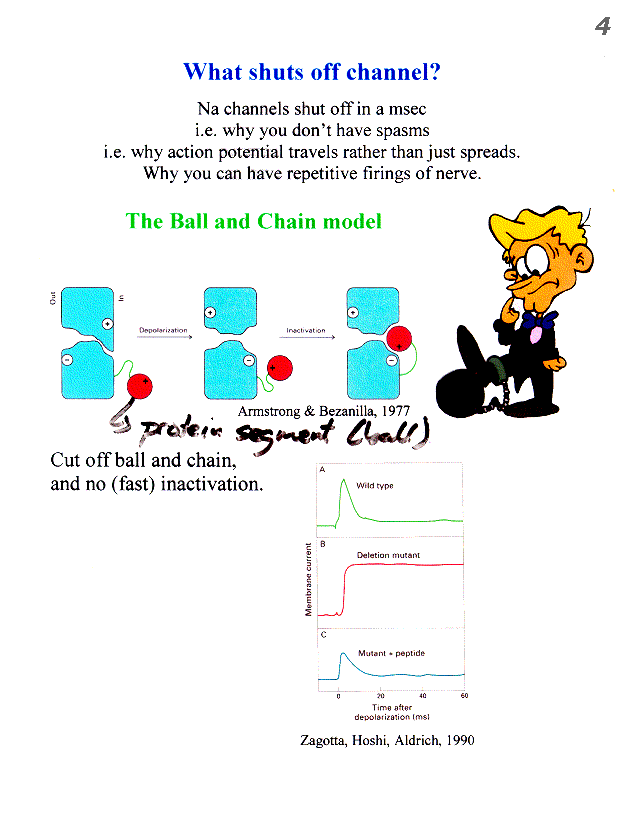 4
What shuts off channel?
Na channels shut off in a msec
i.e. why you don't have spasms
i.e. why action potential travels rather than just spreads.
Why you can have repetitive firings of nerve.
The Ball and Chain model
Out
In
+
Depolarization
+
Inactivation
+
−
+
−
+
−
+
Armstrong & Bezanilla, 1977
protein segment (ball)
Cut off ball and chain,
and no (fast) inactivation.
A
Wild type
B
Deletion mutant
Membrane current
C
Mutant + peptide
0 20 40 60
Time after
depolarization (ms)
Zagotta, Hoshi, Aldrich, 1990